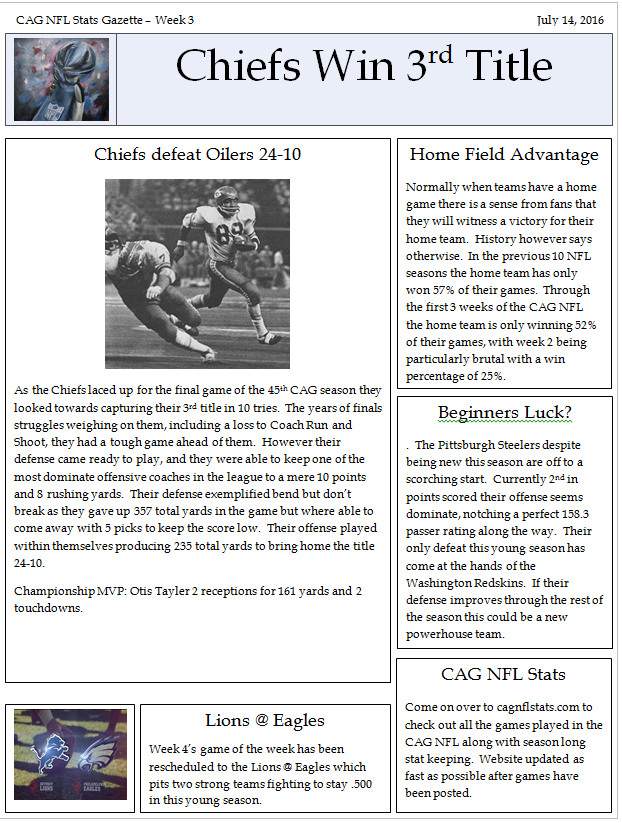 CAG NFL Stats Gazette – Week 3
July 14, 2016
NFL
Chiefs Win 3rd Title
Chiefs defeat Oilers 24-10
89
As the Chiefs laced up for the final game of the 45th CAG season they
looked towards capturing their 3rd title in 10 tries. The years of finals
struggles weighing on them, including a loss to Coach Run and
Shoot, they had a tough game ahead of them. However their
defense came ready to play, and they were able to keep one of the
most dominate offensive coaches in the league to a mere 10 points
and 8 rushing yards. Their defense exemplified bend but don't
break as they gave up 357 total yards in the game but where able to
come away with 5 picks to keep the score low. Their offense played
within themselves producing 235 total yards to bring home the title
24-10.
Championship MVP: Otis Tayler 2 receptions for 161 yards and 2
touchdowns.
Home Field Advantage
Normally when teams have a home
game there is a sense from fans that
they will witness a victory for their
home team. History however says
otherwise. In the previous 10 NFL
seasons the home team has only
won 57% of their games. Through
the first 3 weeks of the CAG NFL
the home team is only winning 52%
of their games, with week 2 being
particularly brutal with a win
percentage of 25%.
Beginners Luck?
. The Pittsburgh Steelers despite
being new this season are off to a
scorching start. Currently 2nd in
points scored their offense seems
dominate, notching a perfect 158.3
passer rating along the way. Their
only defeat this young season has
come at the hands of the
Washington Redskins. If their
defense improves through the rest of
the season this could be a new
powerhouse team.
LIONS
EAGLES
Lions @ Eagles
Week 4's game of the week has been
rescheduled to the Lions @ Eagles which
pits two strong teams fighting to stay .500
in this young season.
CAG NFL Stats
Come on over to cagnflstats.com to
check out all the games played in the
CAG NFL along with season long
stat keeping. Website updated as
fast as possible after games have
been posted.